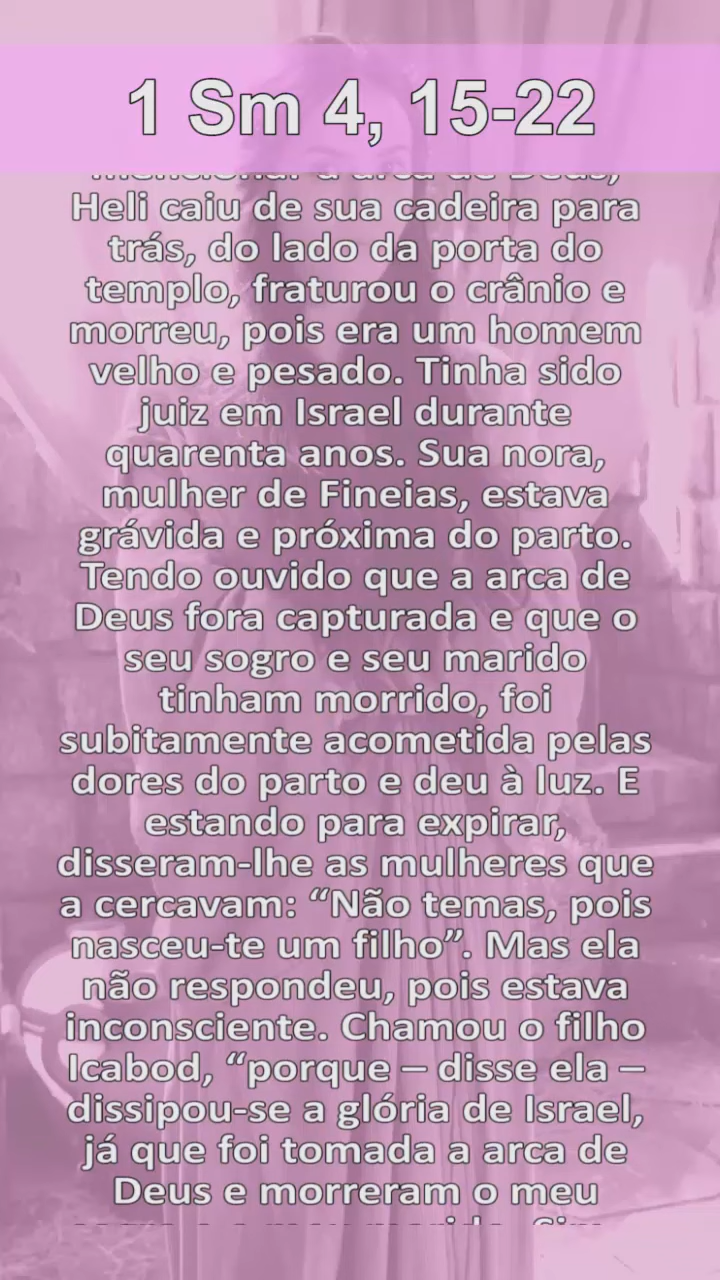 1 Sm 4, 15-22
mencionar a arca de Deus,
Heli caiu de sua cadeira para
trás, do lado da porta do
templo, fraturou o crânio e
morreu, pois era um homem
velho e pesado. Tinha sido
juiz em Israel durante
quarenta anos. Sua nora,
mulher de Fineias, estava
grávida e próxima do parto.
Tendo ouvido que a arca de
Deus fora capturada e que o
seu sogro e seu marido
tinham morrido, foi
subitamente acometida pelas
dores do parto e deu à luz. E
estando para expirar,
disseram-lhe as mulheres que
a cercavam: “Não temas, pois
nasceu-te um filho”. Mas ela
não respondeu, pois estava
inconsciente. Chamou o filho
Icabod, “porque – disse ela –
dissipou-se a glória de Israel,
já que foi tomada a arca de
Deus e morreram o meu